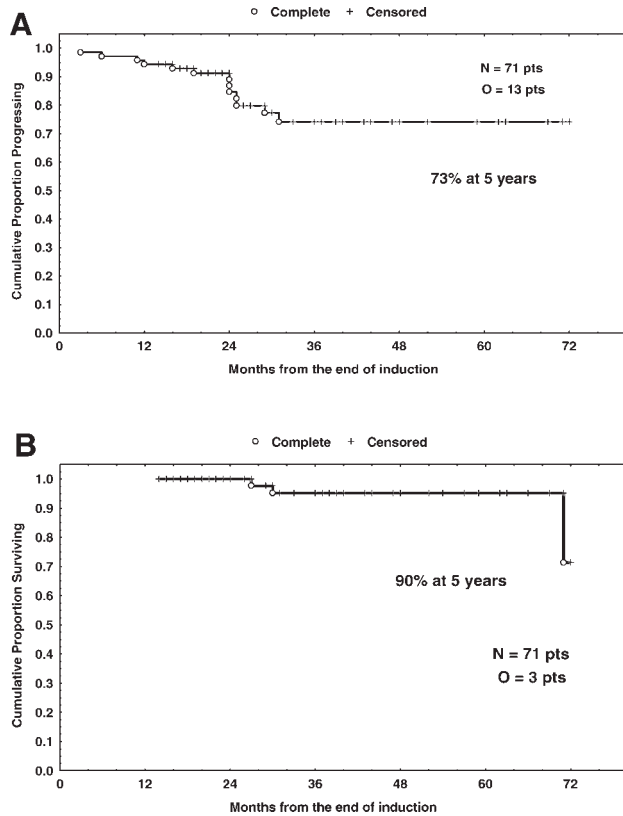 A
Complete Censored
1.0
0.9
0.8
0.7
0.6
0.5
0.4
0.3
0.2
0.1
0.0
Cumulative Proportion Progressing
N = 71 pts
O = 13 pts
73% at 5 years
0 12 24 36 48 60 72
Months from the end of induction
B
Complete Censored
1.0
0.9
0.8
0.7
0.6
0.5
0.4
0.3
0.2
0.1
0.0
Cumulative Proportion Surviving
90% at 5 years
N = 71 pts
O = 3 pts
0 12 24 36 48 60 72
Months from the end of induction